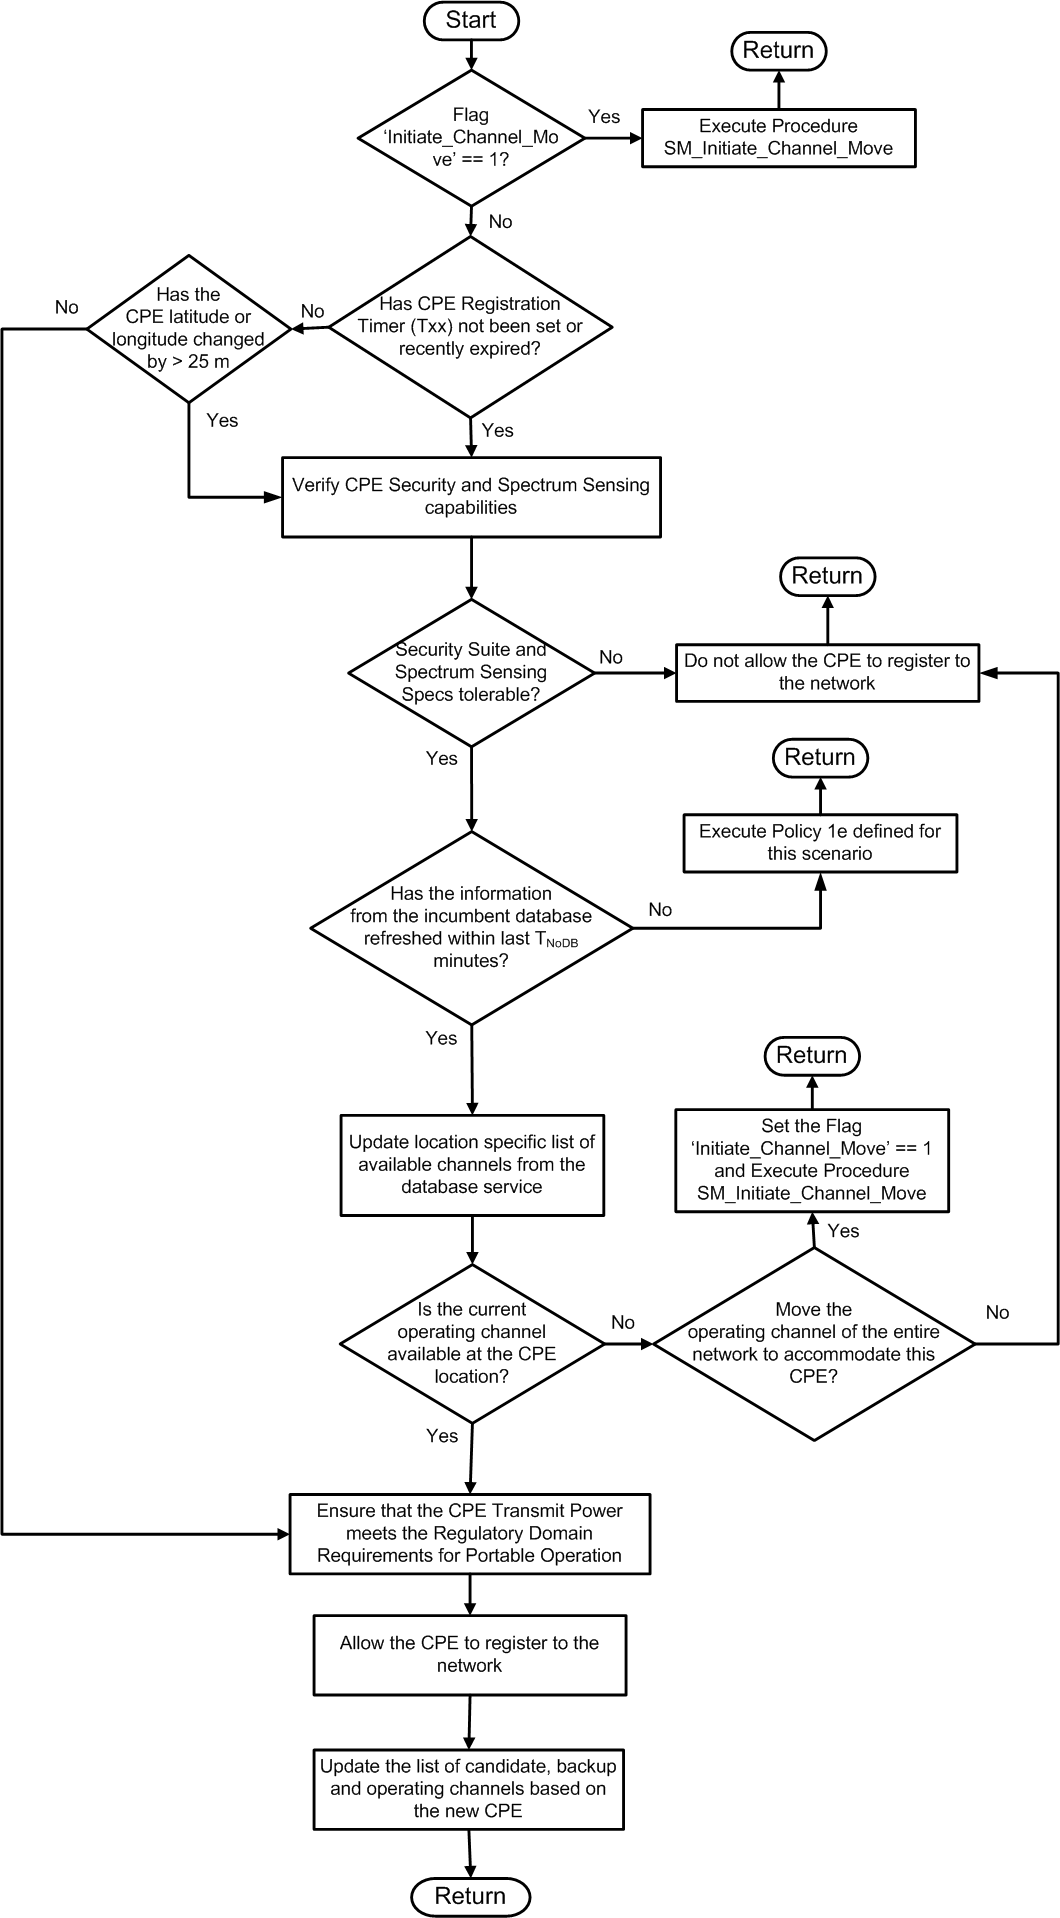 Start
Return
Flag
‘Initiate_Channel_Mo
ve’ == 1?
Yes
Execute Procedure
SM_Initiate_Channel_Move
No
Has CPE Registration
Timer (Txx) not been set or
recently expired?
No
Has the
CPE latitude or
longitude changed
by > 25 m
No
Yes
Yes
Verify CPE Security and Spectrum Sensing
capabilities
Return
Security Suite and
Spectrum Sensing
Specs tolerable?
No
Do not allow the CPE to register to
the network
Yes
Return
Execute Policy 1e defined for
this scenario
Has the information
from the incumbent database
refreshed within last TNoDB
minutes?
No
Yes
Return
Update location specific list of
available channels from the
database service
Set the Flag
‘Initiate_Channel_Move’ == 1
and Execute Procedure
SM_Initiate_Channel_Move
Yes
Is the current
operating channel
available at the CPE
location?
No
Move the
operating channel of the entire
network to accommodate this
CPE?
No
Yes
Ensure that the CPE Transmit Power
meets the Regulatory Domain
Requirements for Portable Operation
Allow the CPE to register to the
network
Update the list of candidate, backup
and operating channels based on
the new CPE
Return